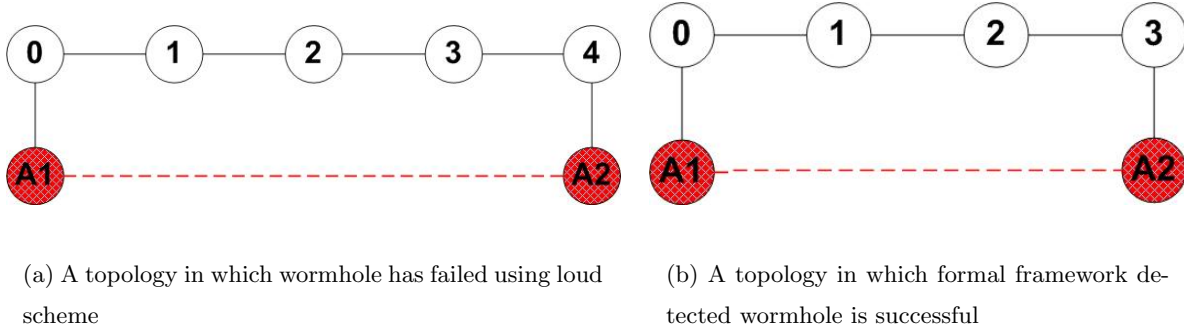 0 1 2 3 4
A1 A2
(a) A topology in which wormhole has failed using loud
scheme
0 1 2 3
A1 A2
(b) A topology in which formal framework de-
tected wormhole is successful